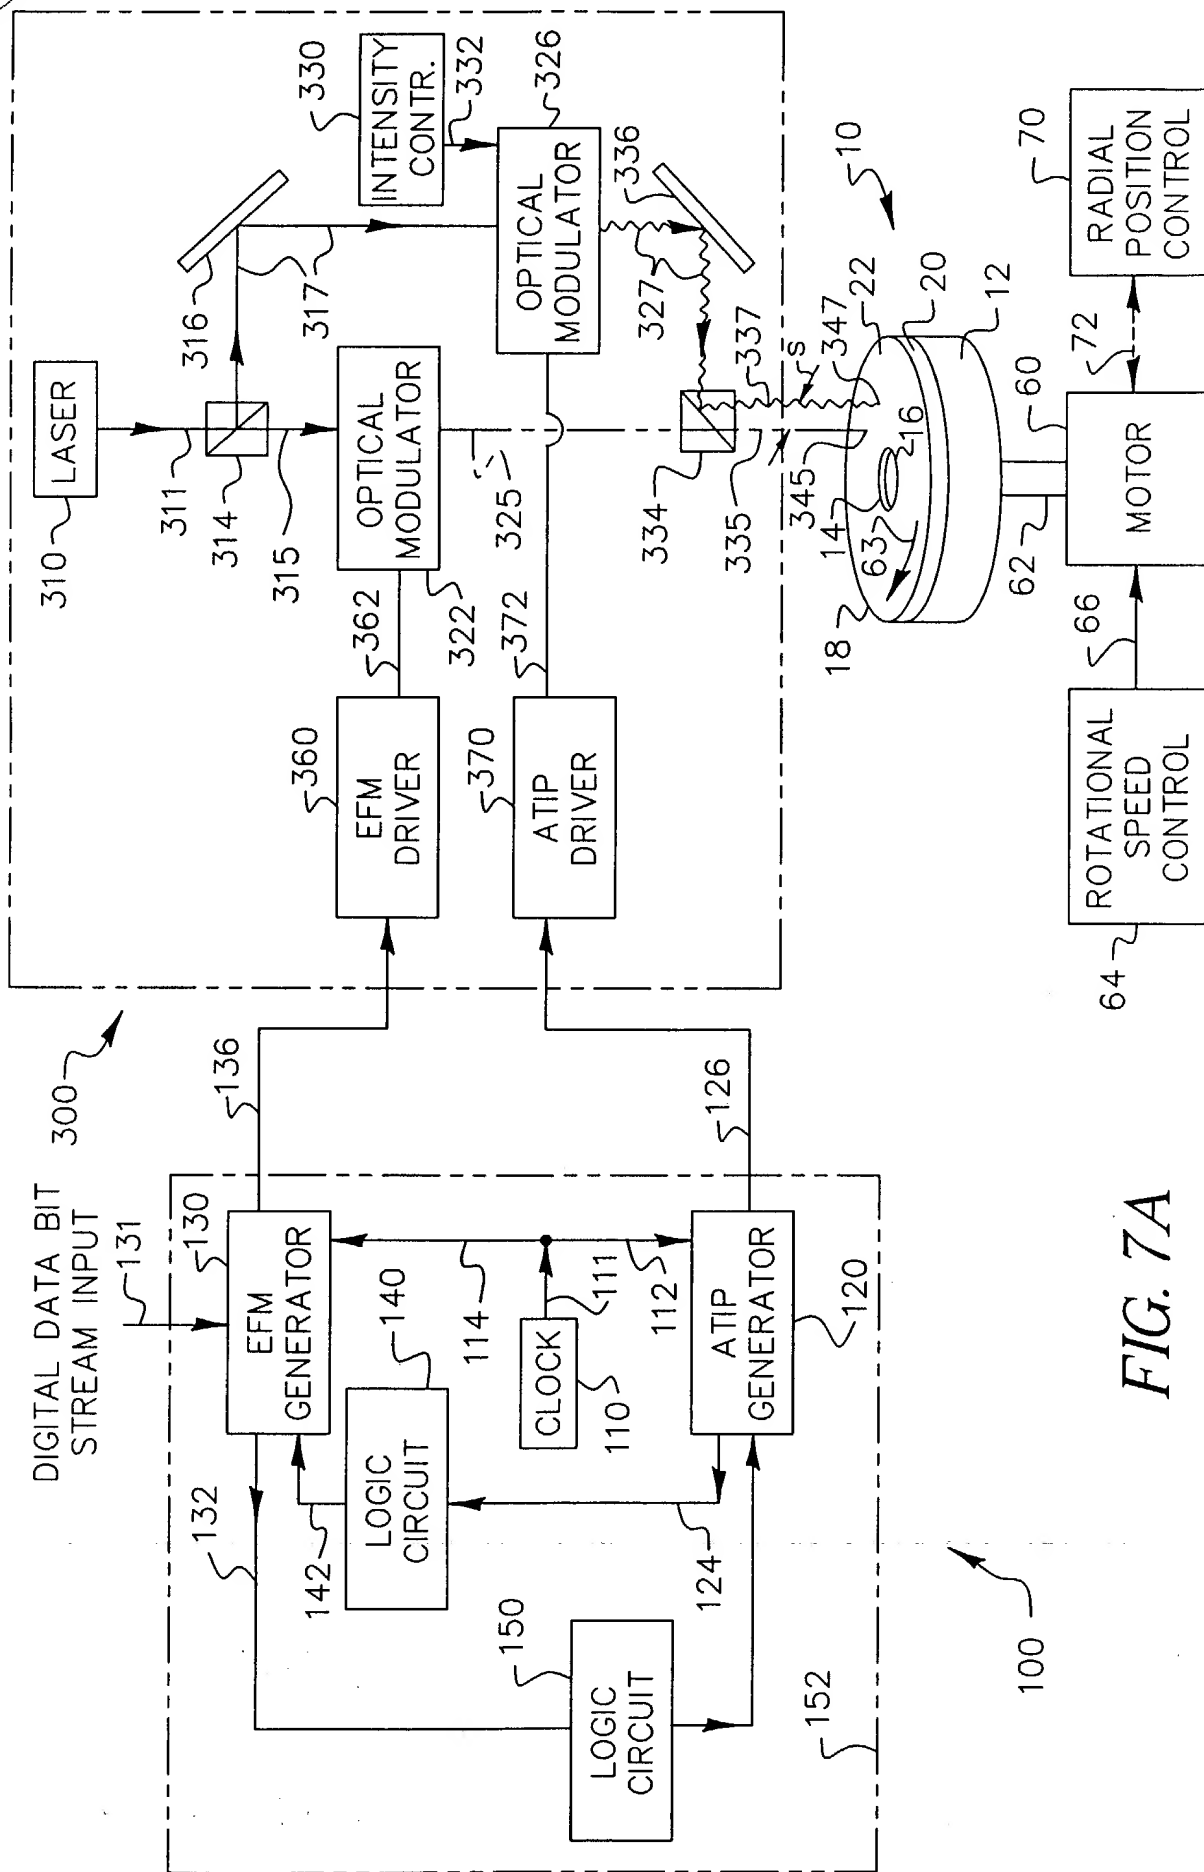 DIGITAL DATA BIT
STREAM INPUT
131
300
130
136
EFM
GENERATOR
132
142
140
LOGIC
CIRCUIT
114
CLOCK
111
110
112
150
LOGIC
CIRCUIT
124
ATIP
GENERATOR
120
126
152
100
310
LASER
311
314
315
316
317
330
INTENSITY
CONTR.
332
326
OPTICAL
MODULATOR
OPTICAL
MODULATOR
322
360
EFM
DRIVER
362
325
370
ATIP
DRIVER
372
327
336
334
335
337
S
345
347
10
14
16
18
63
22
20
12
62
60
MOTOR
66
64
ROTATIONAL
SPEED
CONTROL
72
70
RADIAL
POSITION
CONTROL
FIG. 7A